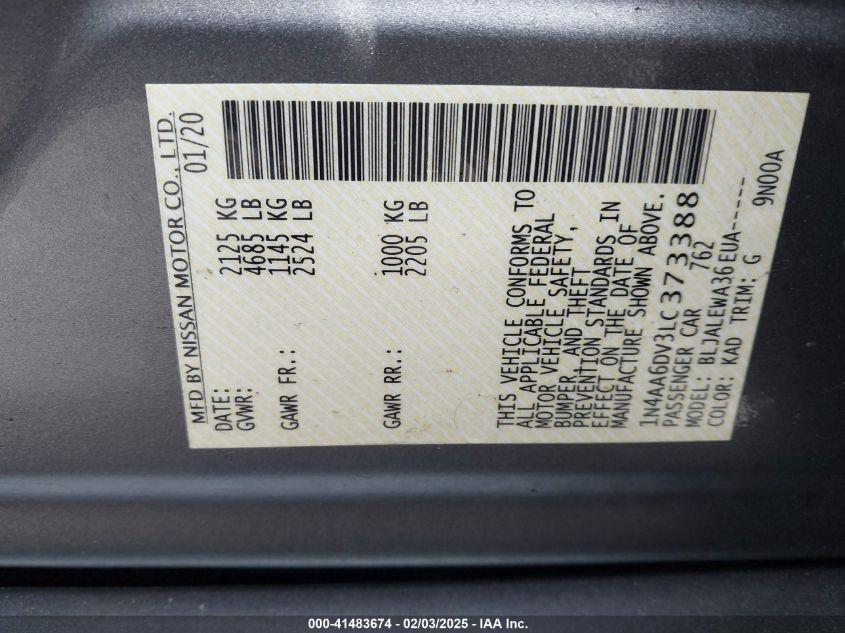 MFD BY NISSAN MOTOR CO., LTD.
DATE: 01/20
GVWR: 2125 KG
4685 LB
GAWR FR.: 1145 KG
2524 LB
GAWR RR.: 1000 KG
2205 LB
THIS VEHICLE CONFORMS TO
ALL APPLICABLE FEDERAL
MOTOR VEHICLE SAFETY,
BUMPER, AND THEFT
PREVENTION STANDARDS IN
EFFECT ON THE DATE OF
MANUFACTURE SHOWN ABOVE.
1N4AA6DV3LC373388
PASSENGER CAR 762
MODEL: BLJALEWA36EUA-----
COLOR: KAD TRIM: G
9N00A
000-41483674 - 02/03/2025 - IAA Inc.